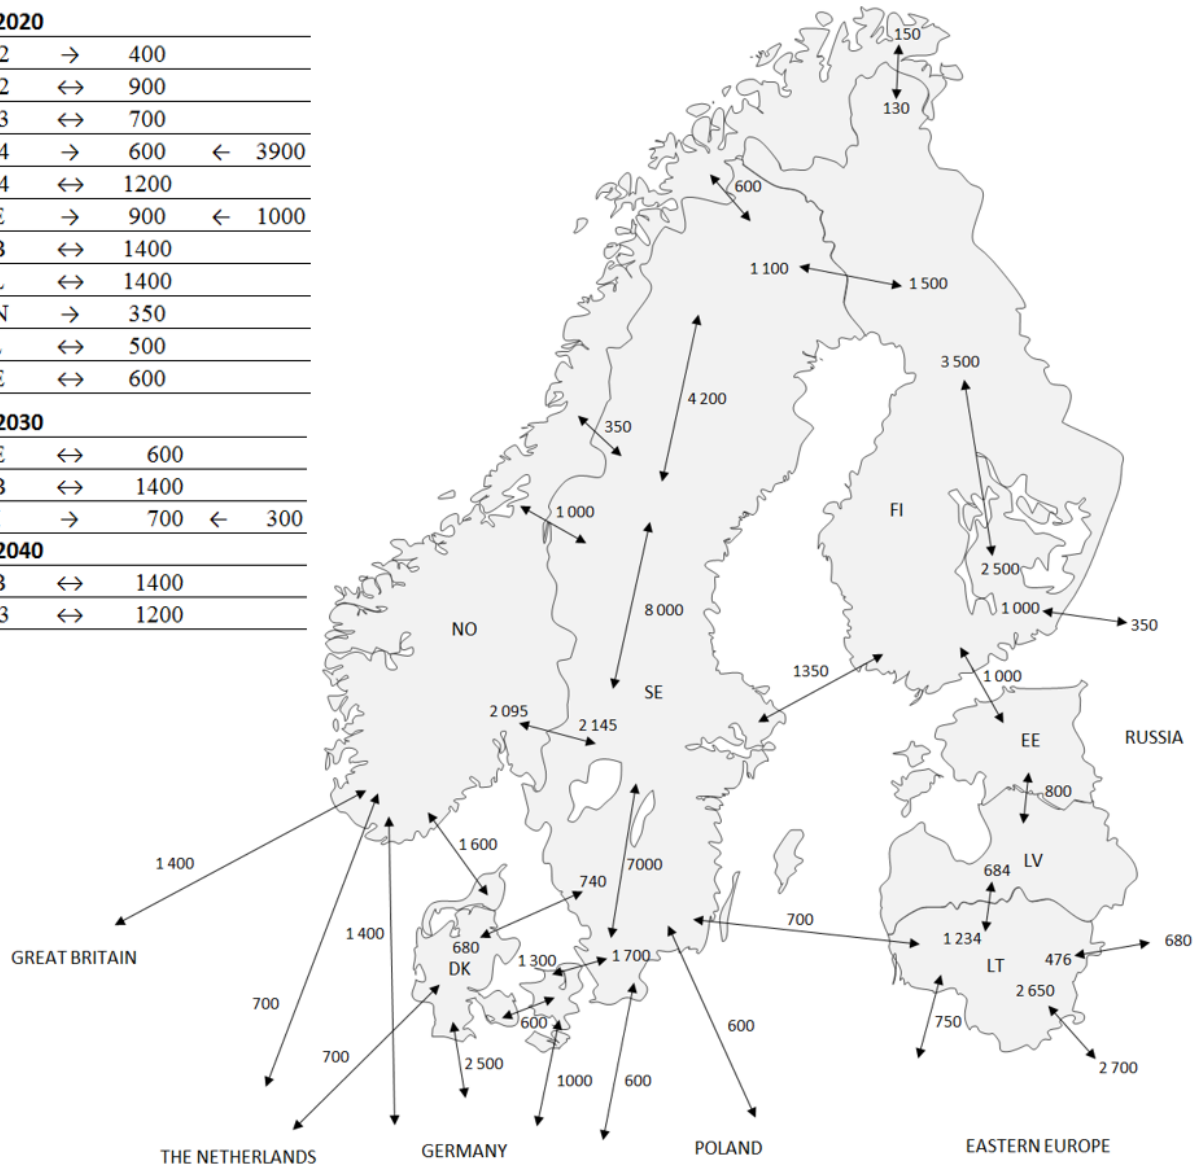 2020
2 → 400
2 ↔ 900
3 ↔ 700
4 → 600 ← 3900
4 ↔ 1200
E → 900 ← 1000
B ↔ 1400
L ↔ 1400
N → 350
↔ 500
E ↔ 600
2030
E ↔ 600
B ↔ 1400
→ 700 ← 300
2040
B ↔ 1400
3 ↔ 1200
150
130
600
1 100
1 500
3 500
4 200
350
1 000
FI
2 500
1 000
350
8 000
NO
SE
1350
1 000
2 095
2 145
EE
RUSSIA
800
1 400
1 600
7000
LV
684
740
700
1 400
680
1 234
680
GREAT BRITAIN
DK
1 300
1 700
LT
476
2 650
700
600
600
750
700
2 500
1000
600
2 700
THE NETHERLANDS
GERMANY
POLAND
EASTERN EUROPE